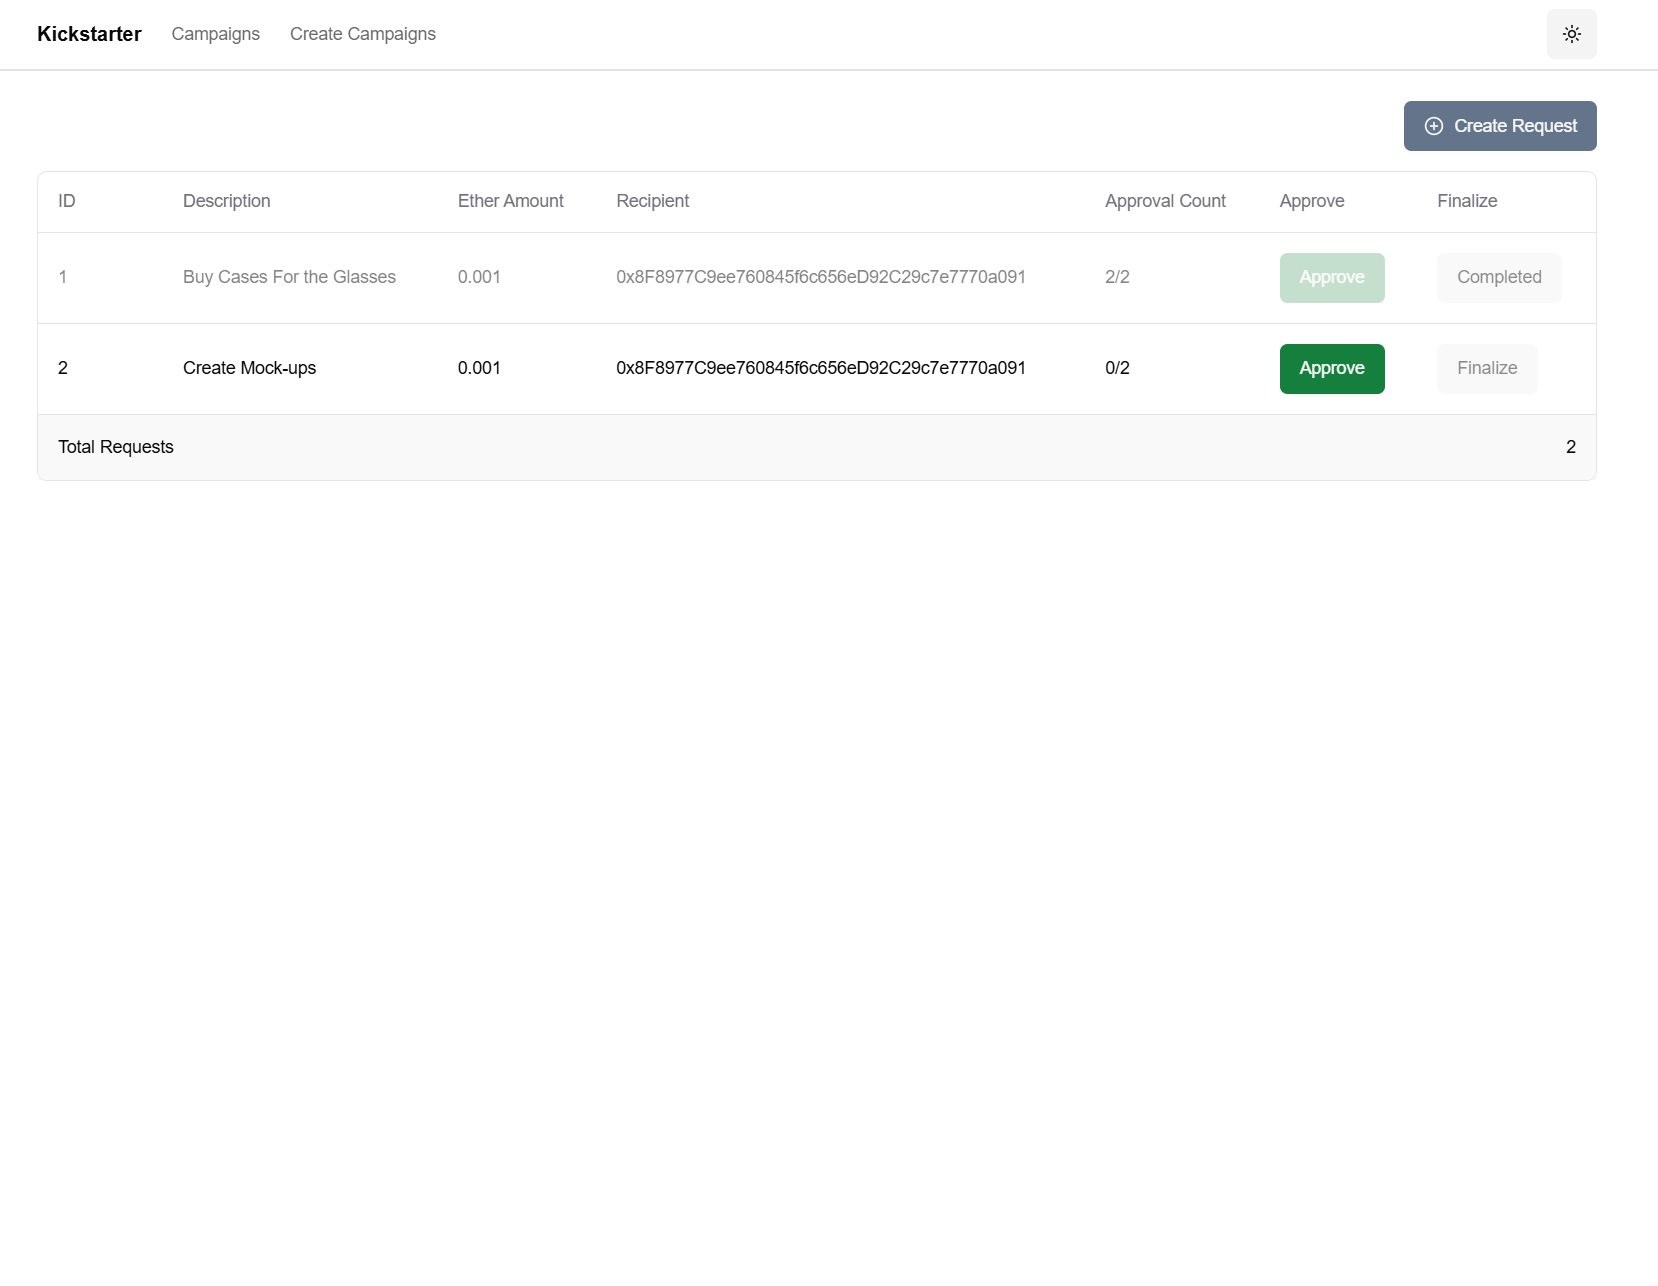 Kickstarter Campaigns Create Campaigns
Create Request
ID Description Ether Amount Recipient Approval Count Approve Finalize
1 Buy Cases For the Glasses 0.001 0x8F8977C9ee760845f6c656eD92C29c7e7770a091 2/2 Approve Completed
2 Create Mock-ups 0.001 0x8F8977C9ee760845f6c656eD92C29c7e7770a091 0/2 Approve Finalize
Total Requests 2